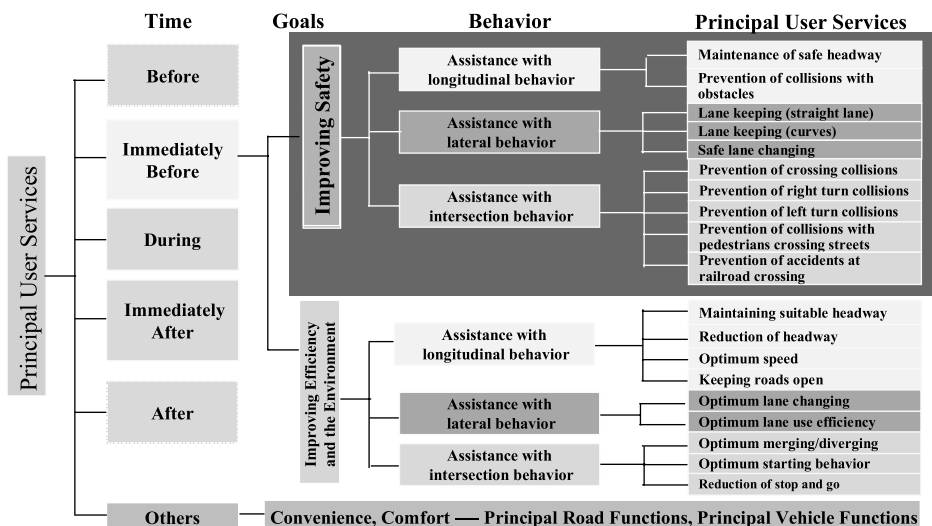 Time
Goals
Behavior
Principal User Services
Principal User Services
Before
Immediately
Before
During
Immediately
After
After
Others
Improving Safety
Assistance with
longitudinal behavior
Maintenance of safe headway
Prevention of collisions with
obstacles
Assistance with
lateral behavior
Lane keeping (straight lane)
Lane keeping (curves)
Safe lane changing
Assistance with
intersection behavior
Prevention of crossing collisions
Prevention of right turn collisions
Prevention of left turn collisions
Prevention of collisions with
pedestrians crossing streets
Prevention of accidents at
railroad crossing
Improving Efficiency
and the Environment
Assistance with
longitudinal behavior
Maintaining suitable headway
Reduction of headway
Optimum speed
Keeping roads open
Assistance with
lateral behavior
Optimum lane changing
Optimum lane use efficiency
Assistance with
intersection behavior
Optimum merging/diverging
Optimum starting behavior
Reduction of stop and go
Convenience, Comfort — Principal Road Functions, Principal Vehicle Functions